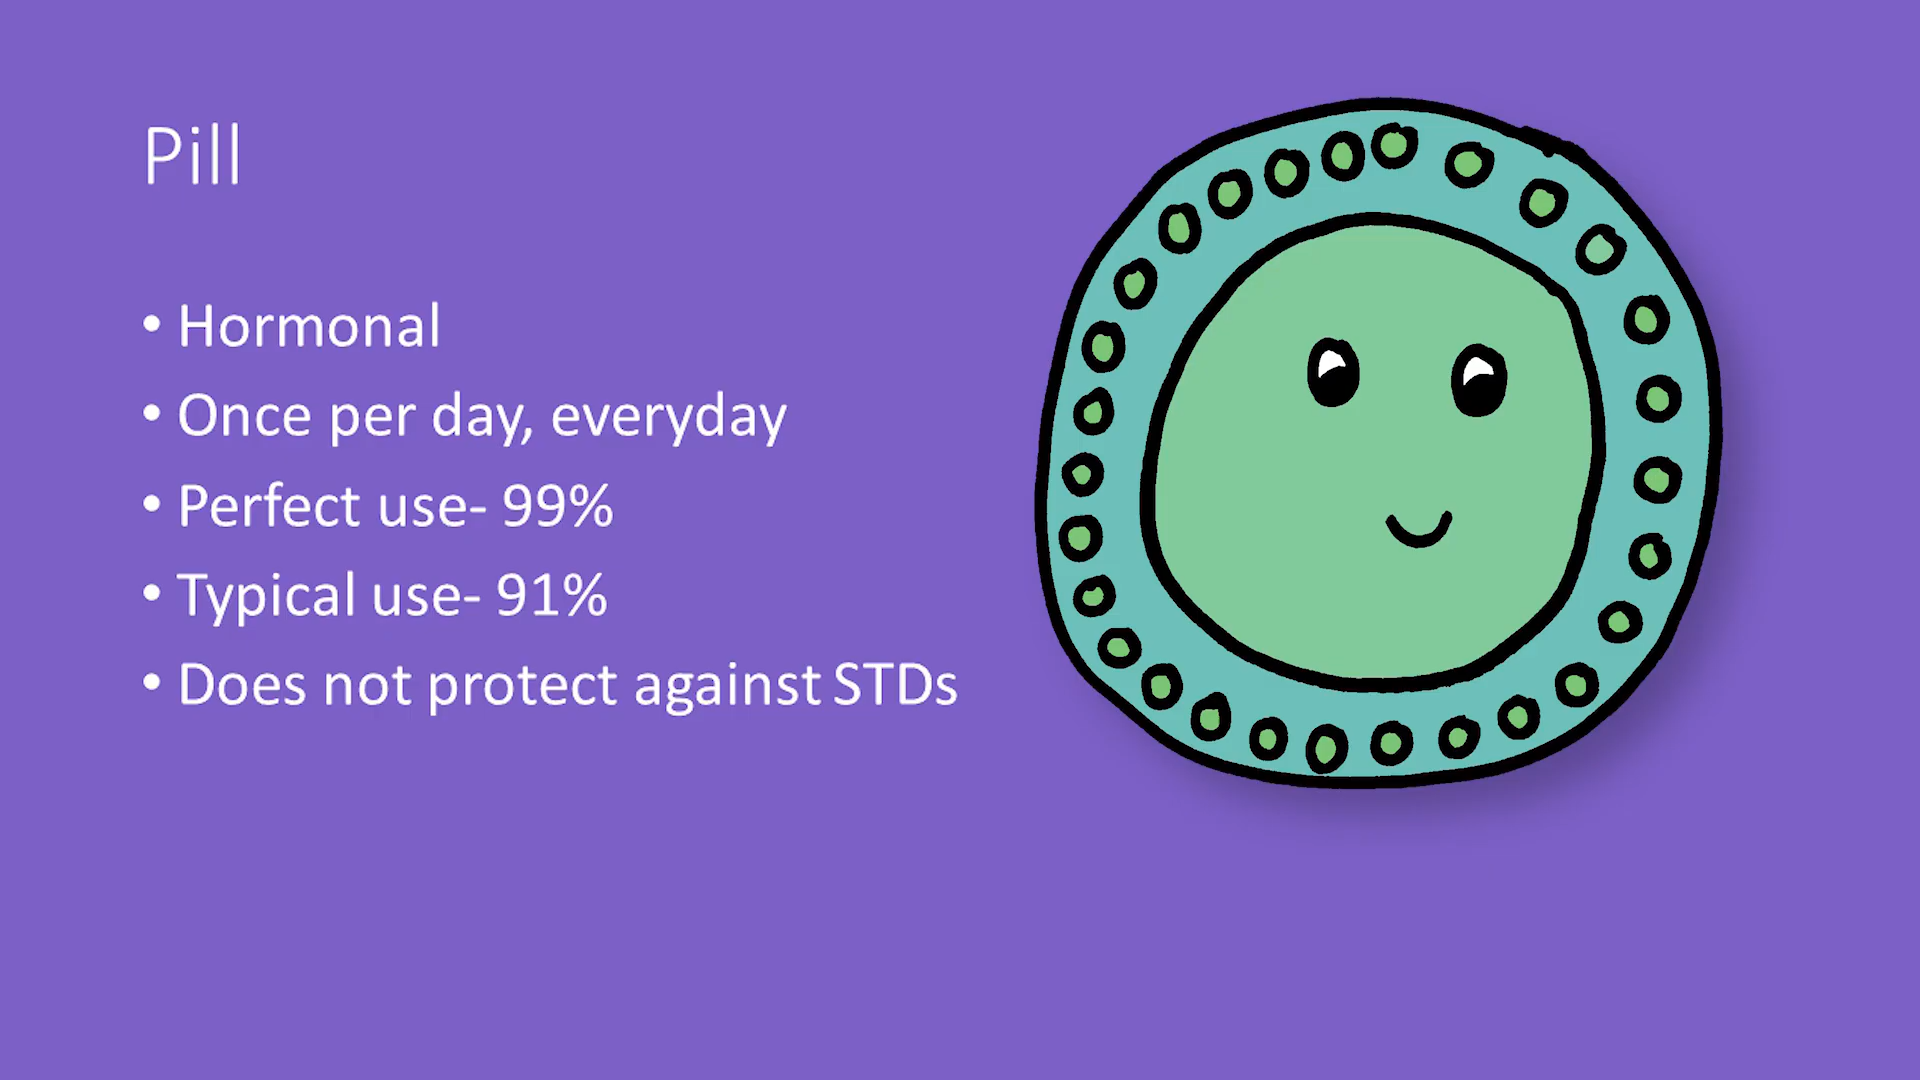 Pill
• Hormonal
• Once per day, everyday
• Perfect use- 99%
• Typical use- 91%
• Does not protect against STDs